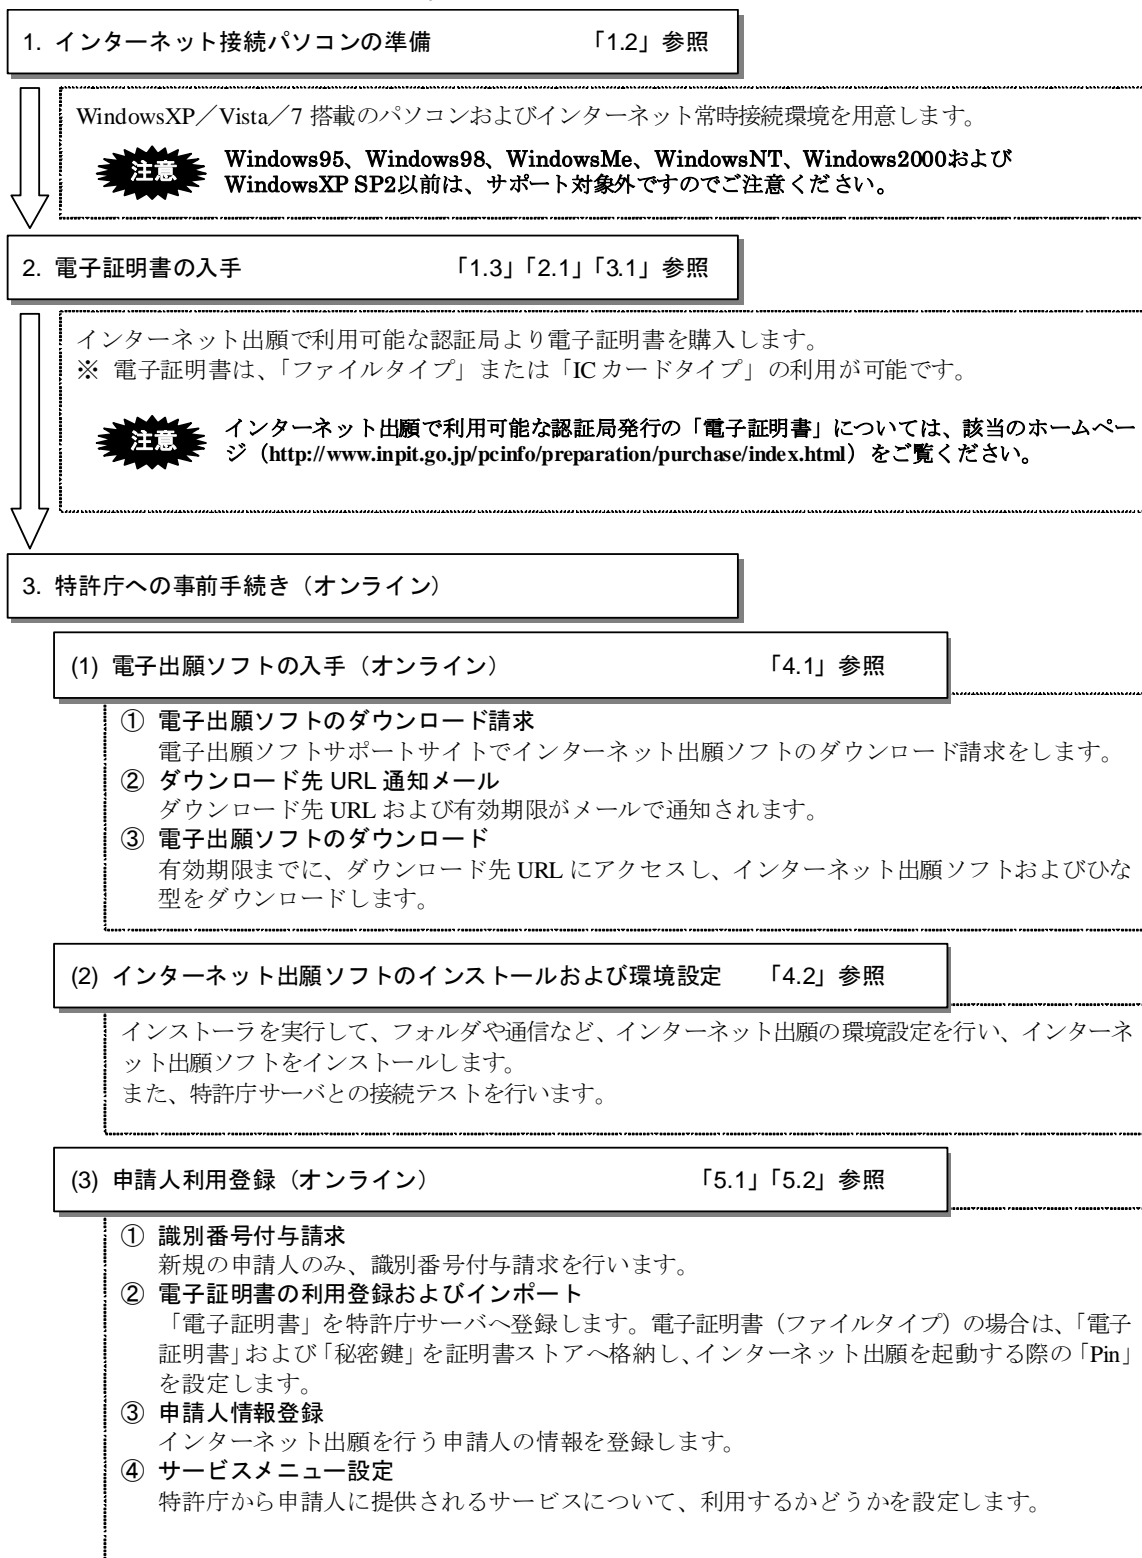 1. インターネット接続パソコンの準備 「1.2」参照
WindowsXP／Vista／7 搭載のパソコンおよびインターネット常時接続環境を用意します。
注意
Windows95、Windows98、WindowsMe、WindowsNT、Windows2000および
WindowsXP SP2以前は、サポート対象外ですのでご注意ください。
2. 電子証明書の入手 「1.3」「2.1」「3.1」参照
インターネット出願で利用可能な認証局より電子証明書を購入します。
※ 電子証明書は、「ファイルタイプ」または「IC カードタイプ」の利用が可能です。
注意
インターネット出願で利用可能な認証局発行の「電子証明書」については、該当のホームペー
ジ（http://www.inpit.go.jp/pcinfo/preparation/purchase/index.html）をご覧ください。
3. 特許庁への事前手続き（オンライン）
(1) 電子出願ソフトの入手（オンライン） 「4.1」参照
① 電子出願ソフトのダウンロード請求
電子出願ソフトサポートサイトでインターネット出願ソフトのダウンロード請求をします。
② ダウンロード先 URL 通知メール
ダウンロード先 URL および有効期限がメールで通知されます。
③ 電子出願ソフトのダウンロード
有効期限までに、ダウンロード先 URL にアクセスし、インターネット出願ソフトおよびひな
型をダウンロードします。
(2) インターネット出願ソフトのインストールおよび環境設定 「4.2」参照
インストーラを実行して、フォルダや通信など、インターネット出願の環境設定を行い、インターネ
ット出願ソフトをインストールします。
また、特許庁サーバとの接続テストを行います。
(3) 申請人利用登録（オンライン） 「5.1」「5.2」参照
① 識別番号付与請求
新規の申請人のみ、識別番号付与請求を行います。
② 電子証明書の利用登録およびインポート
「電子証明書」を特許庁サーバへ登録します。電子証明書（ファイルタイプ）の場合は、「電子
証明書」および「秘密鍵」を証明書ストアへ格納し、インターネット出願を起動する際の「Pin」
を設定します。
③ 申請人情報登録
インターネット出願を行う申請人の情報を登録します。
④ サービスメニュー設定
特許庁から申請人に提供されるサービスについて、利用するかどうかを設定します。